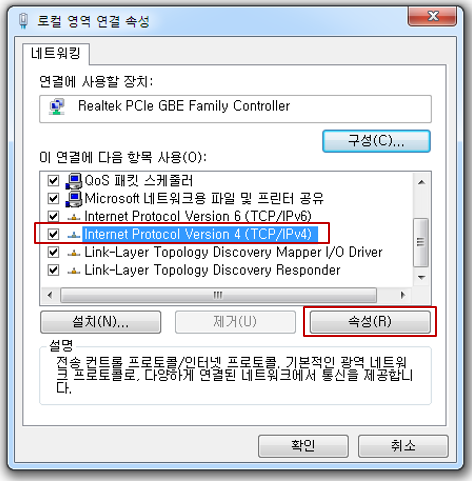 로컬 영역 연결 속성
네트워킹
연결에 사용할 장치:
Realtek PCIe GBE Family Controller
구성(C)...
이 연결에 다음 항목 사용(O):
QoS 패킷 스케줄러
Microsoft 네트워크용 파일 및 프린터 공유
Internet Protocol Version 6 (TCP/IPv6)
Internet Protocol Version 4 (TCP/IPv4)
Link-Layer Topology Discovery Mapper I/O Driver
Link-Layer Topology Discovery Responder
설치(N)...
제거(U)
속성(R)
설명
전송 컨트롤 프로토콜/인터넷 프로토콜. 기본적인 광역 네트워
크 프로토콜로, 다양하게 연결된 네트워크에서 통신을 제공합니
다.
확인
취소